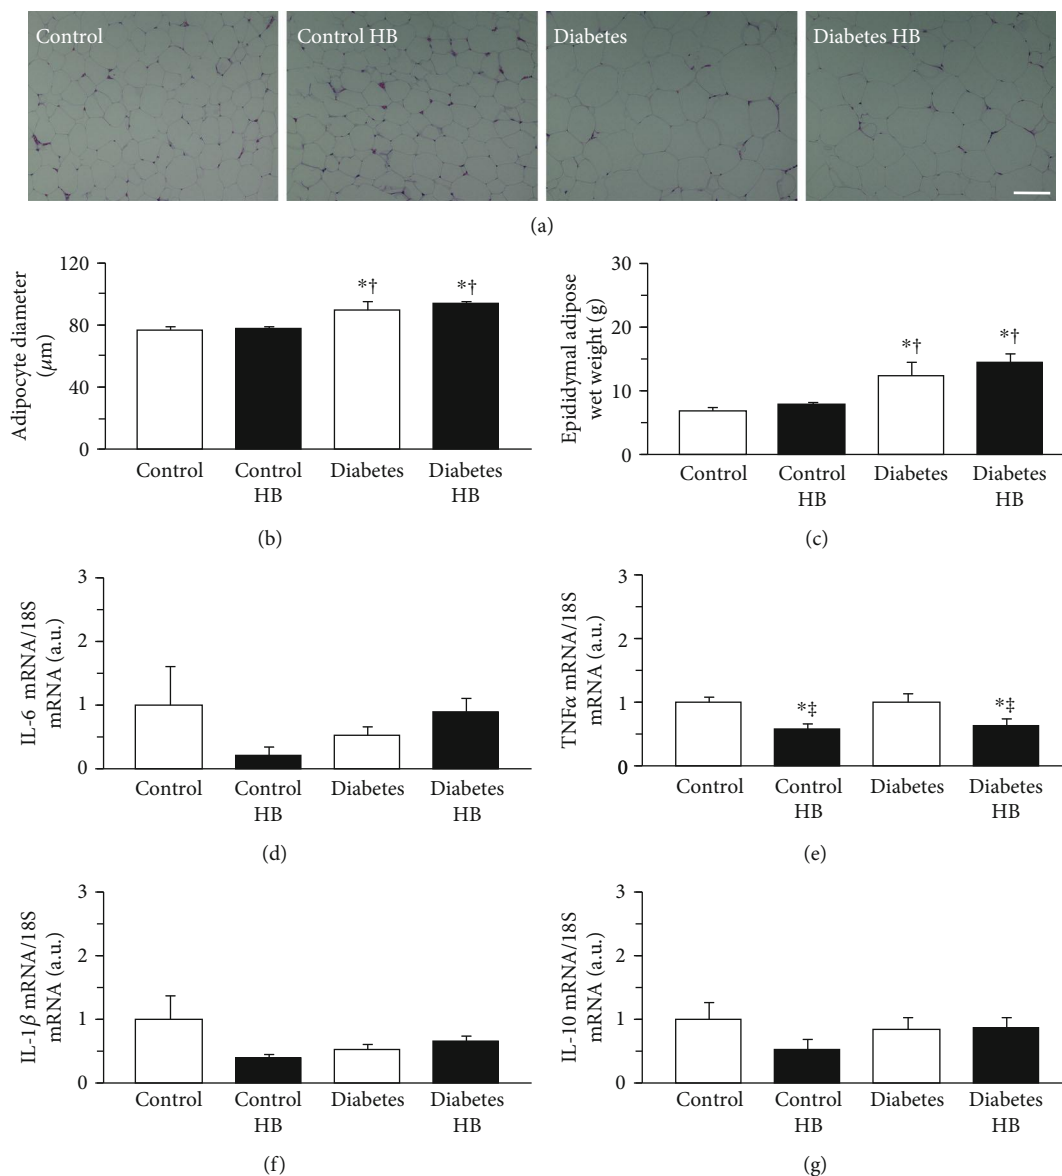 Control
Control HB
Diabetes
Diabetes HB
(a)
Adipocyte diameter
(μm)
120
80
40
0
*†
*†
Control
Control
HB
Diabetes
Diabetes
HB
(b)
Epididymal adipose
wet weight (g)
30
20
10
0
*†
*†
Control
Control
HB
Diabetes
Diabetes
HB
(c)
IL-6 mRNA/18S
mRNA (a.u.)
3
2
1
0
Control
Control
HB
Diabetes
Diabetes
HB
(d)
TNFα mRNA/18S
mRNA (a.u.)
3
2
1
0
*‡
*‡
Control
Control
HB
Diabetes
Diabetes
HB
(e)
IL-1β mRNA/18S
mRNA (a.u.)
3
2
1
0
Control
Control
HB
Diabetes
Diabetes
HB
(f)
IL-10 mRNA/18S
mRNA (a.u.)
3
2
1
0
Control
Control
HB
Diabetes
Diabetes
HB
(g)